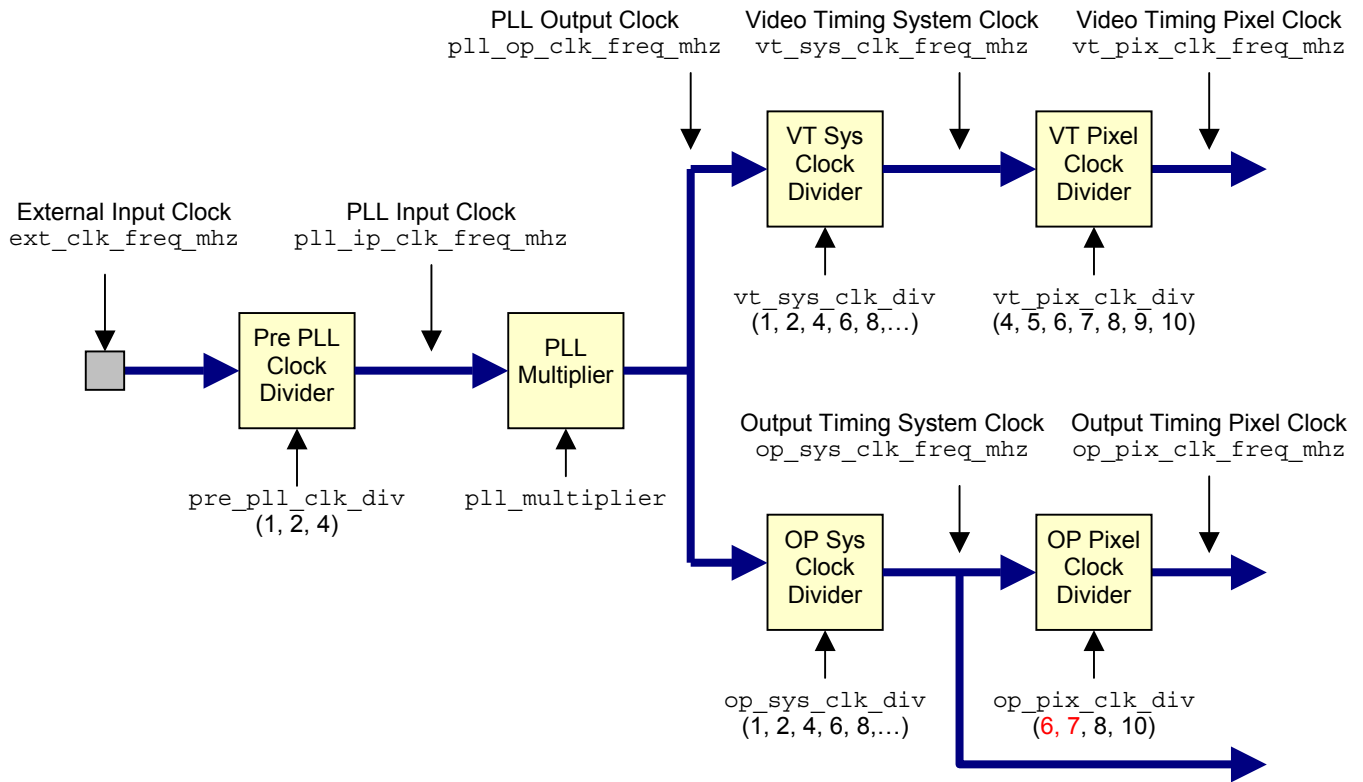 PLL Output Clock
pll_op_clk_freq_mhz
Video Timing System Clock
vt_sys_clk_freq_mhz
Video Timing Pixel Clock
vt_pix_clk_freq_mhz
VT Sys
Clock
Divider
VT Pixel
Clock
Divider
External Input Clock
ext_clk_freq_mhz
PLL Input Clock
pll_ip_clk_freq_mhz
vt_sys_clk_div
(1, 2, 4, 6, 8,…)
vt_pix_clk_div
(4, 5, 6, 7, 8, 9, 10)
Pre PLL
Clock
Divider
PLL
Multiplier
pre_pll_clk_div
(1, 2, 4)
pll_multiplier
Output Timing System Clock
op_sys_clk_freq_mhz
Output Timing Pixel Clock
op_pix_clk_freq_mhz
OP Sys
Clock
Divider
OP Pixel
Clock
Divider
op_sys_clk_div
(1, 2, 4, 6, 8,…)
op_pix_clk_div
(6, 7, 8, 10)